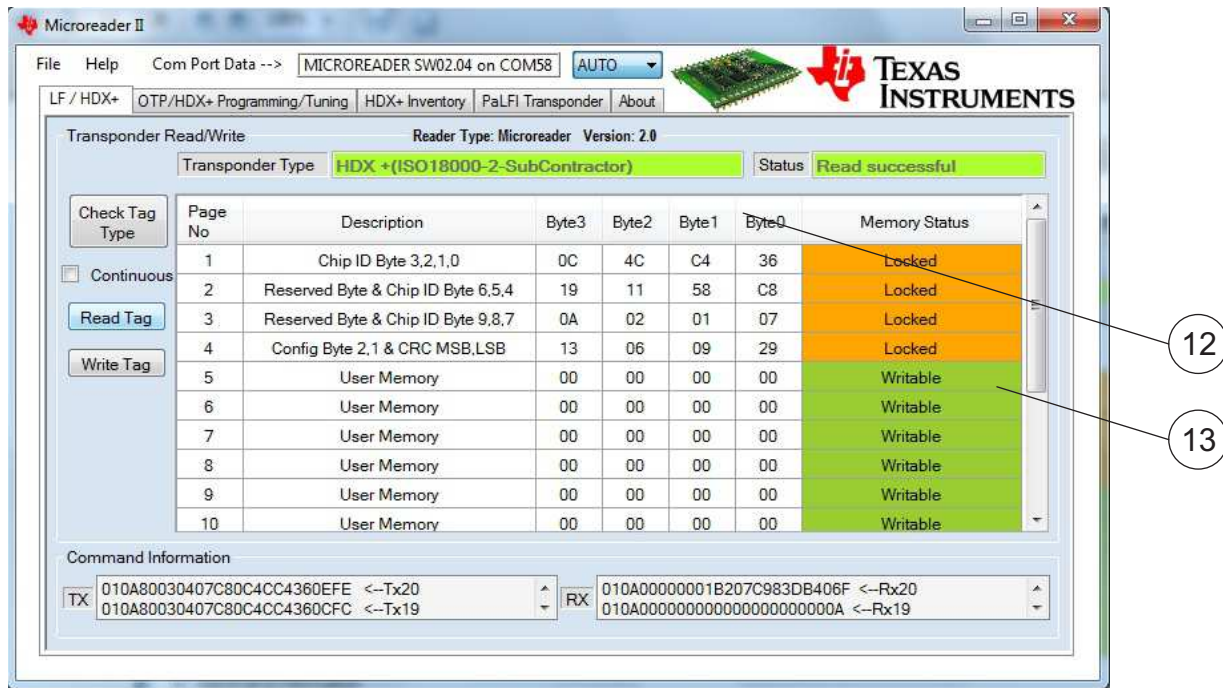 Microreader II
File Help Com Port Data --> MICROREADER SW02.04 on COM58 AUTO
TEXAS
INSTRUMENTS
LF / HDX+ OTP/HDX+ Programming/Tuning HDX+ Inventory PaLFI Transponder About
Transponder Read/Write Reader Type: Microreader Version: 2.0
Transponder Type HDX +(ISO18000-2-SubContractor) Status Read successful
Check Tag
Type
Continuous
Read Tag
Write Tag
Page
No Description Byte3 Byte2 Byte1 Byte0 Memory Status
1 Chip ID Byte 3,2,1,0 0C 4C C4 36 Locked
2 Reserved Byte & Chip ID Byte 6,5,4 19 11 58 C8 Locked
3 Reserved Byte & Chip ID Byte 9,8,7 0A 02 01 07 Locked
4 Config Byte 2,1 & CRC MSB,LSB 13 06 09 29 Locked
5 User Memory 00 00 00 00 Writable
6 User Memory 00 00 00 00 Writable
7 User Memory 00 00 00 00 Writable
8 User Memory 00 00 00 00 Writable
9 User Memory 00 00 00 00 Writable
10 User Memory 00 00 00 00 Writable
12
13
Command Information
TX 010A80030407C80C4CC4360EFE <--Tx20
010A80030407C80C4CC4360CFC <--Tx19
RX 010A00000001B207C983DB406F <--Rx20
010A00000000000000000000000A <--Rx19